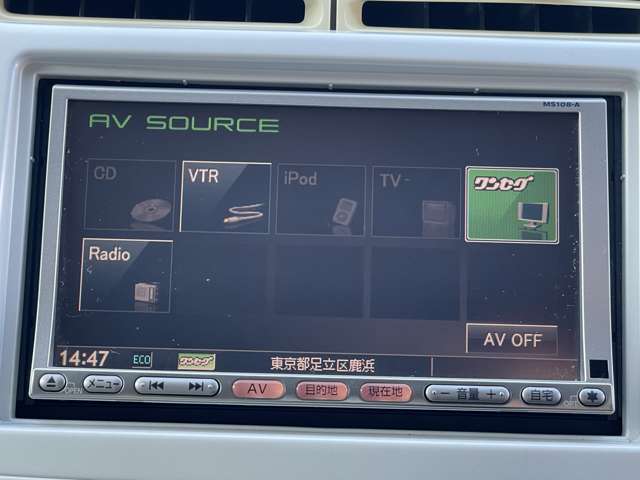 MS108-A
AV SOURCE
CD VTR iPod TV ワンセグ
Radio
AV OFF
14:47 ECO ワンセグ 東京都足立区鹿浜
OPEN メニュー AV 目的地 現在地 − 音量 + 自宅 OFF